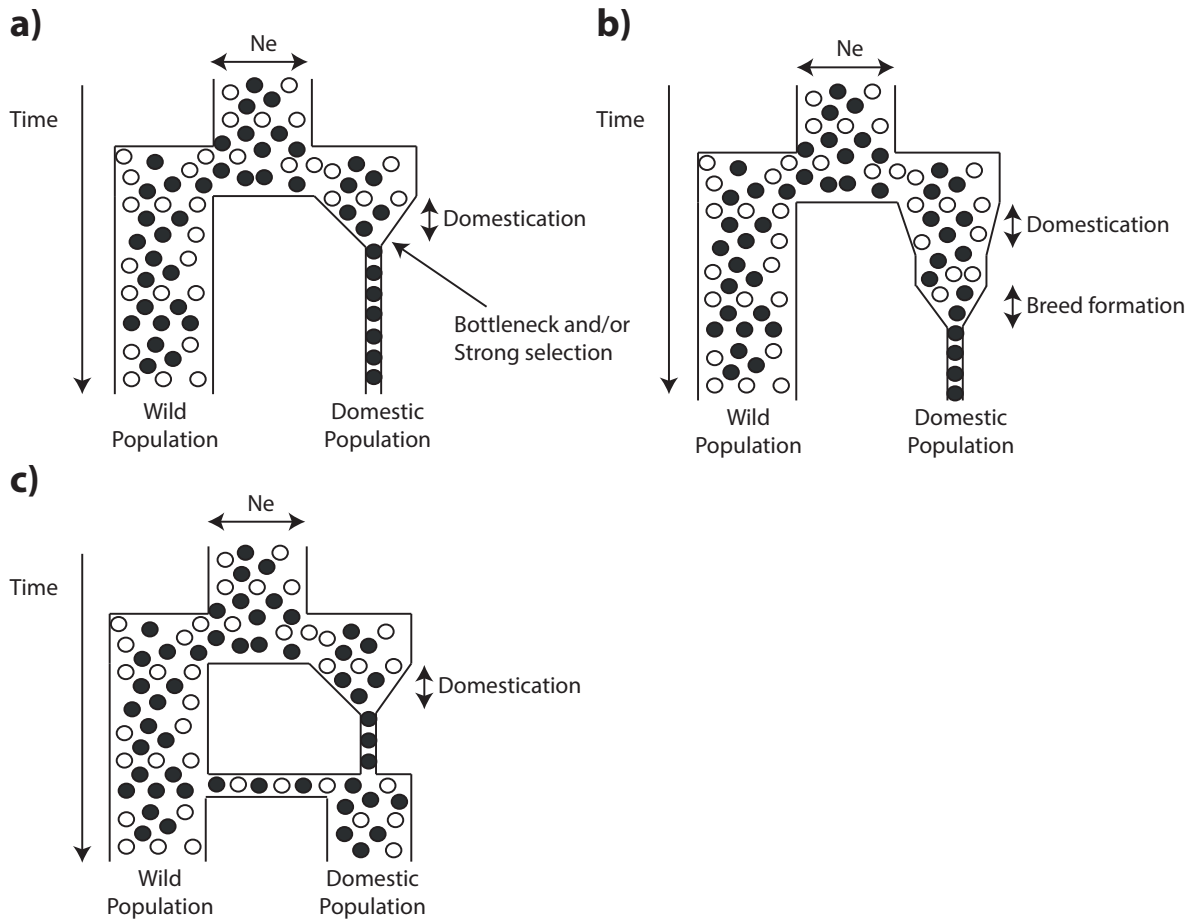 a)
Ne
Time
Domestication
Bottleneck and/or
Strong selection
Wild
Population
Domestic
Population
b)
Ne
Time
Domestication
Breed formation
Wild
Population
Domestic
Population
c)
Ne
Time
Domestication
Wild
Population
Domestic
Population